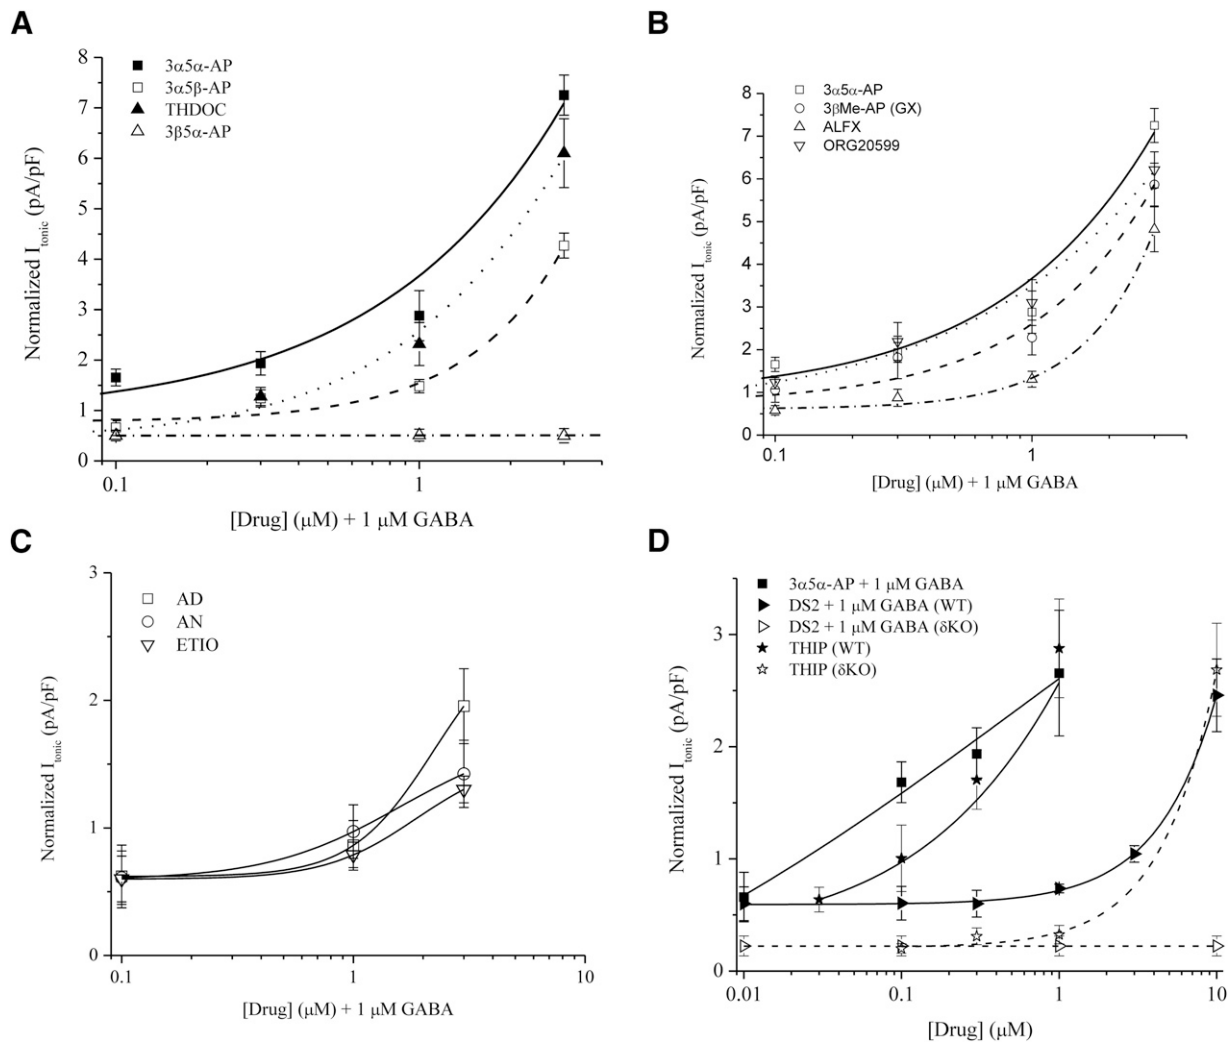 A
8
7
6
5
4
3
2
1
0
Normalized I tonic (pA/pF)
3α5α-AP
3α5β-AP
THDOC
3β5α-AP
0.1
1
[Drug] (μM) + 1 μM GABA
B
8
7
6
5
4
3
2
1
0
Normalized I tonic (pA/pF)
3α5α-AP
3βMe-AP (GX)
ALFX
ORG20599
0.1
1
[Drug] (μM) + 1 μM GABA
C
3
2
1
0
Normalized I tonic (pA/pF)
AD
AN
ETIO
0.1
1
10
[Drug] (μM) + 1 μM GABA
D
3
2
1
0
Normalized I tonic (pA/pF)
3α5α-AP + 1 μM GABA
DS2 + 1 μM GABA (WT)
DS2 + 1 μM GABA (δKO)
THIP (WT)
THIP (δKO)
0.01
0.1
1
10
[Drug] (μM)